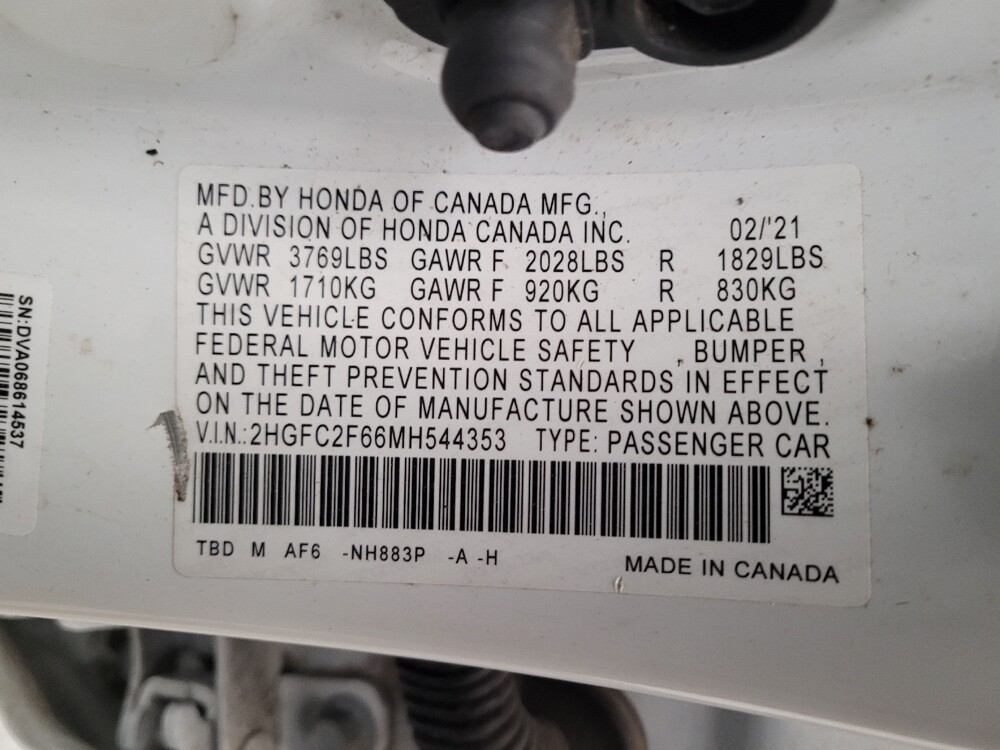 MFD.BY HONDA OF CANADA MFG.,
A DIVISION OF HONDA CANADA INC. 02/'21
GVWR 3769LBS GAWR F 2028LBS R 1829LBS
GVWR 1710KG GAWR F 920KG R 830KG
THIS VEHICLE CONFORMS TO ALL APPLICABLE
FEDERAL MOTOR VEHICLE SAFETY , BUMPER ,
AND THEFT PREVENTION STANDARDS IN EFFECT
ON THE DATE OF MANUFACTURE SHOWN ABOVE.
V.I.N.:2HGFC2F66MH544353 TYPE: PASSENGER CAR
TBD M AF6 -NH883P -A -H
MADE IN CANADA
SN:DVA068614537